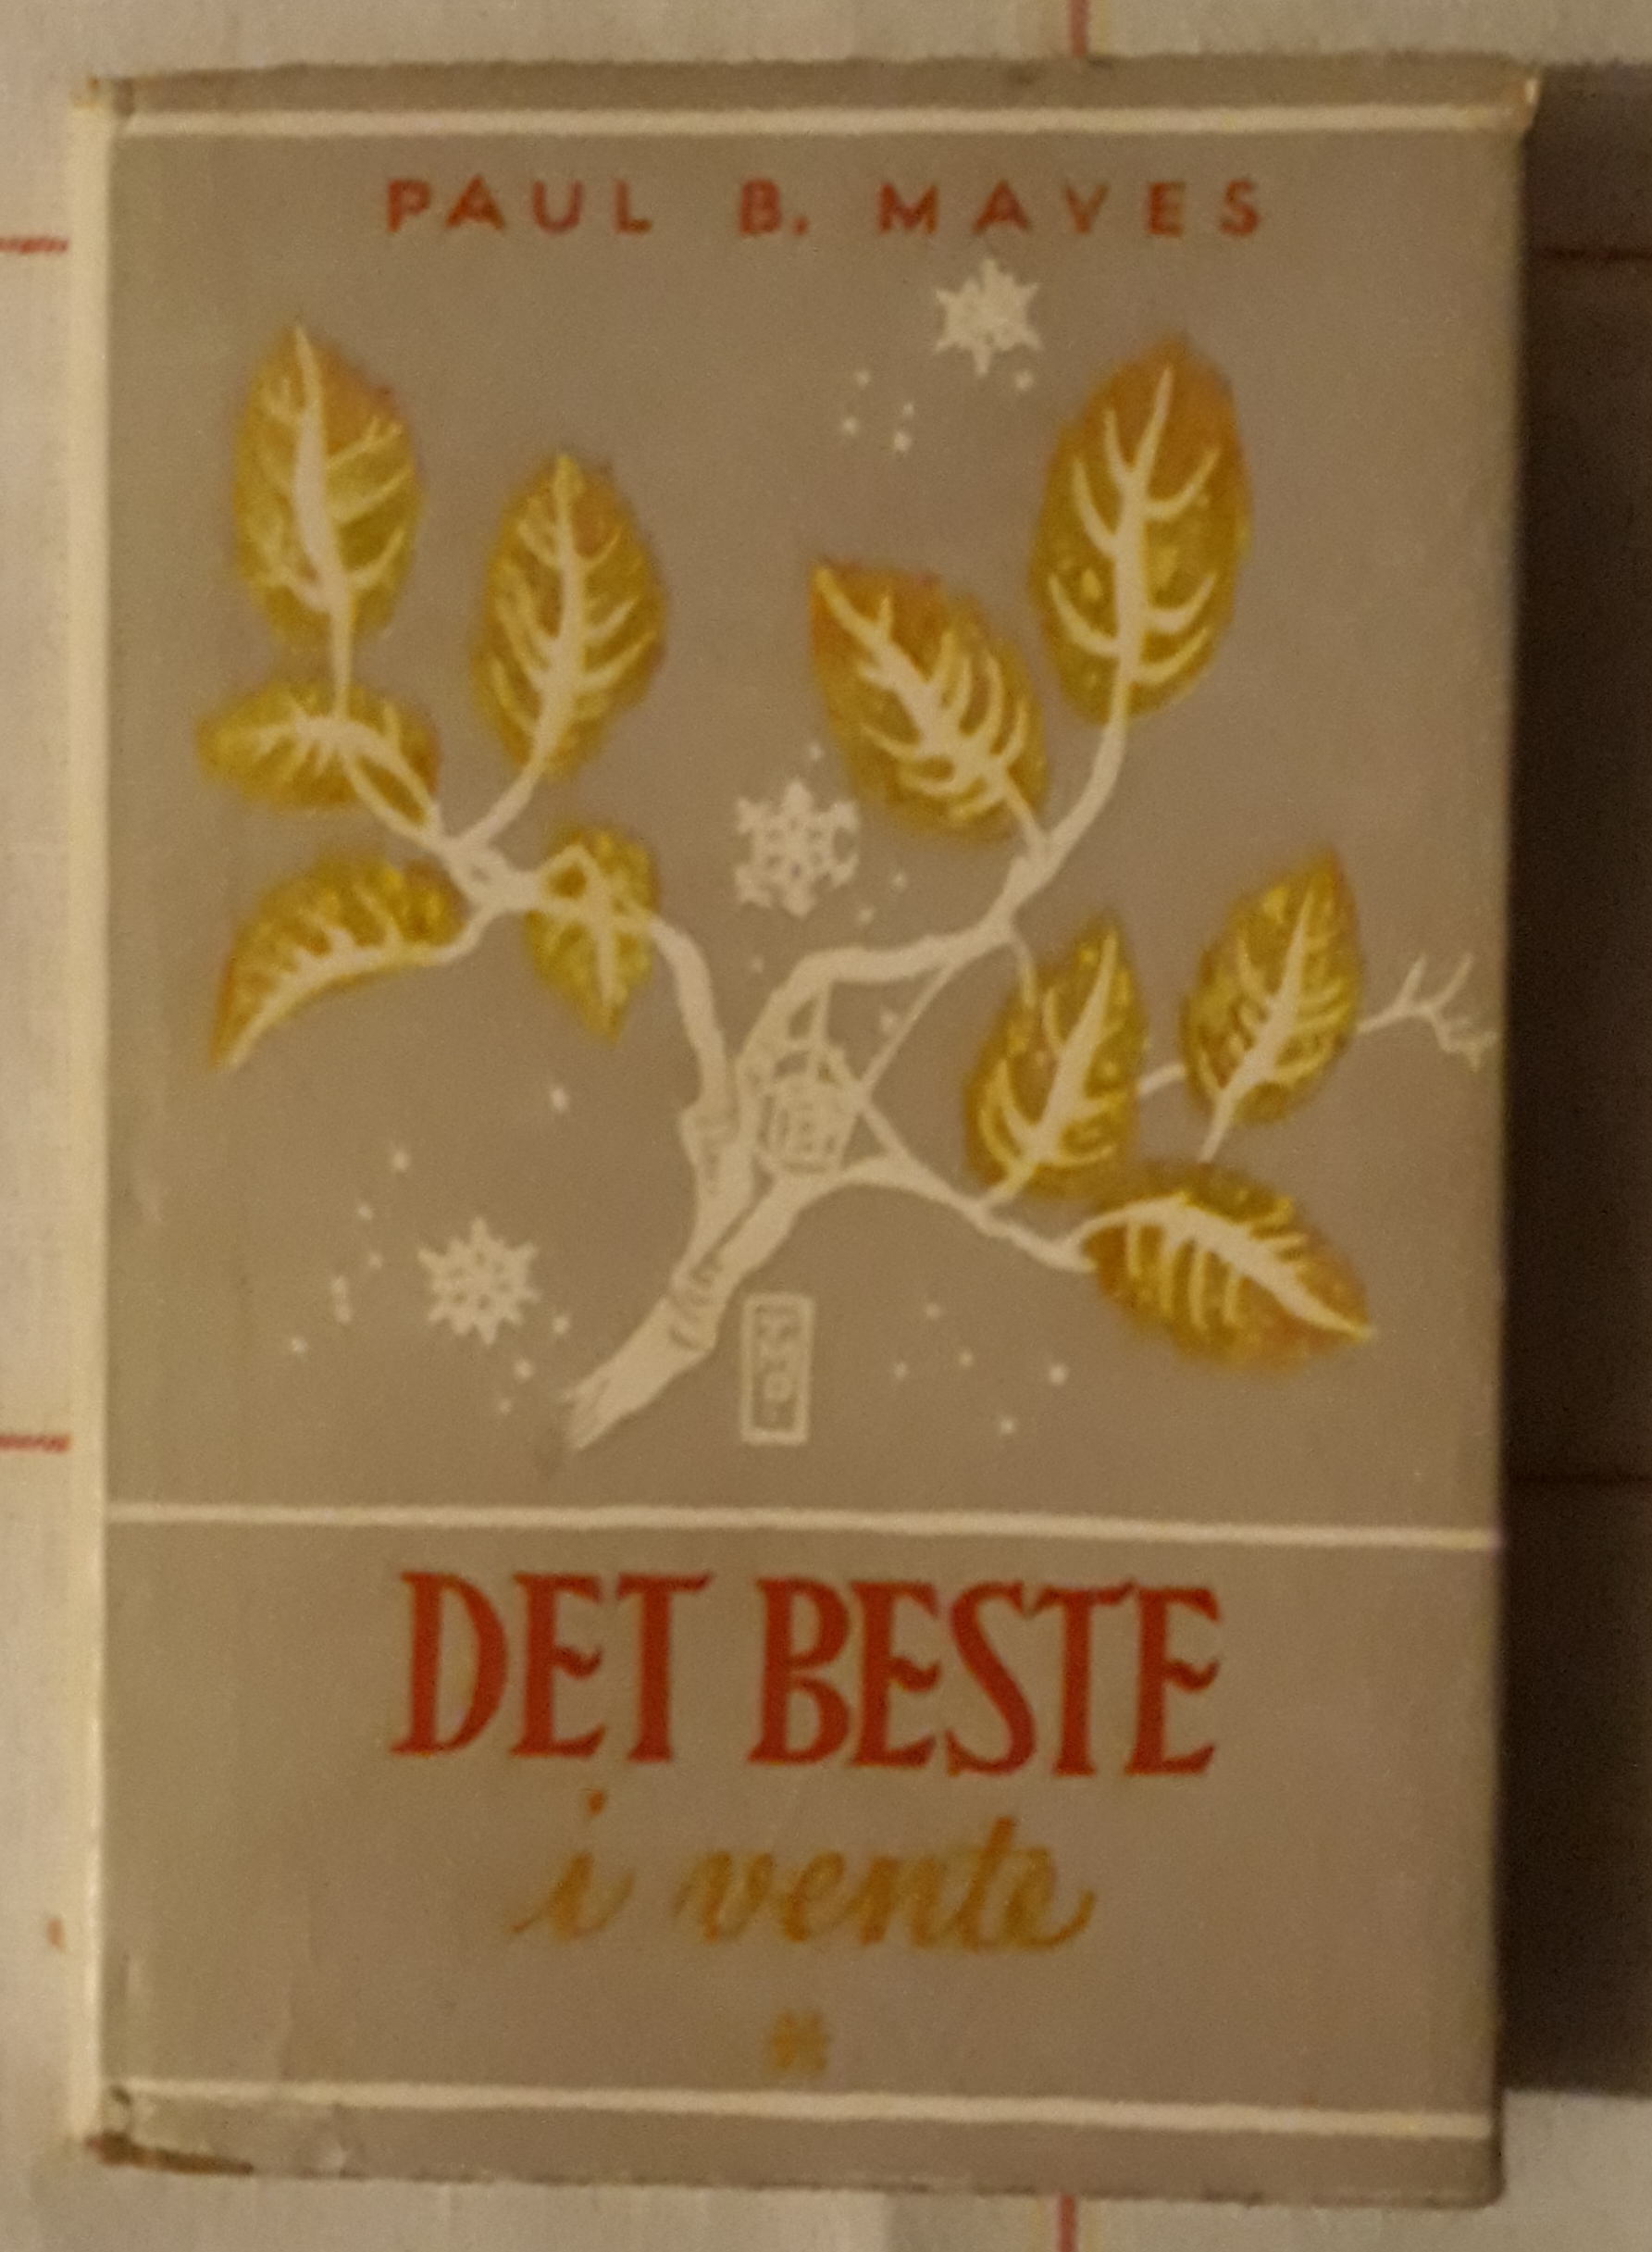 PAUL B. MAVES
DET BESTE
i vente